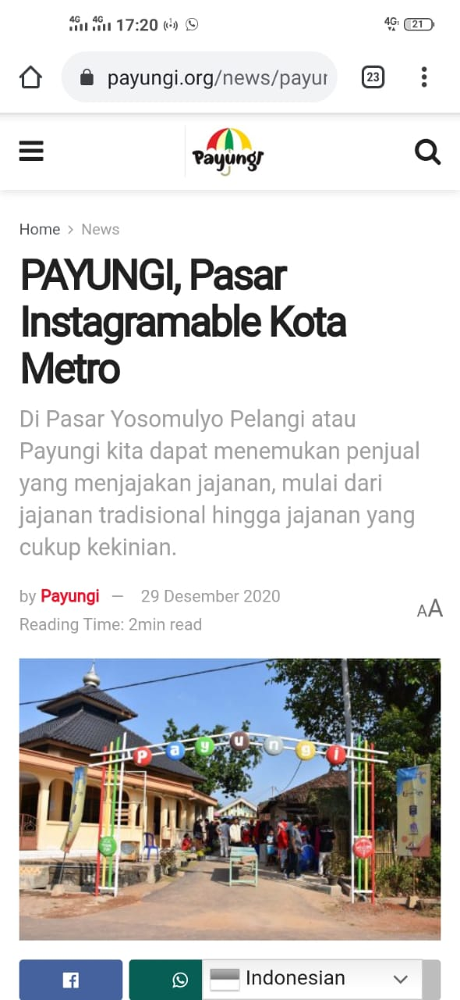 4G 4G 17:20 4G 21
payungi.org/news/payur
23
Payungi
Home > News
PAYUNGI, Pasar
Instagramable Kota
Metro
Di Pasar Yosomulyo Pelangi atau
Payungi kita dapat menemukan penjual
yang menjajakan jajanan, mulai dari
jajanan tradisional hingga jajanan yang
cukup kekinian.
by Payungi — 29 Desember 2020
Reading Time: 2min read
AA
payungi
Indonesian